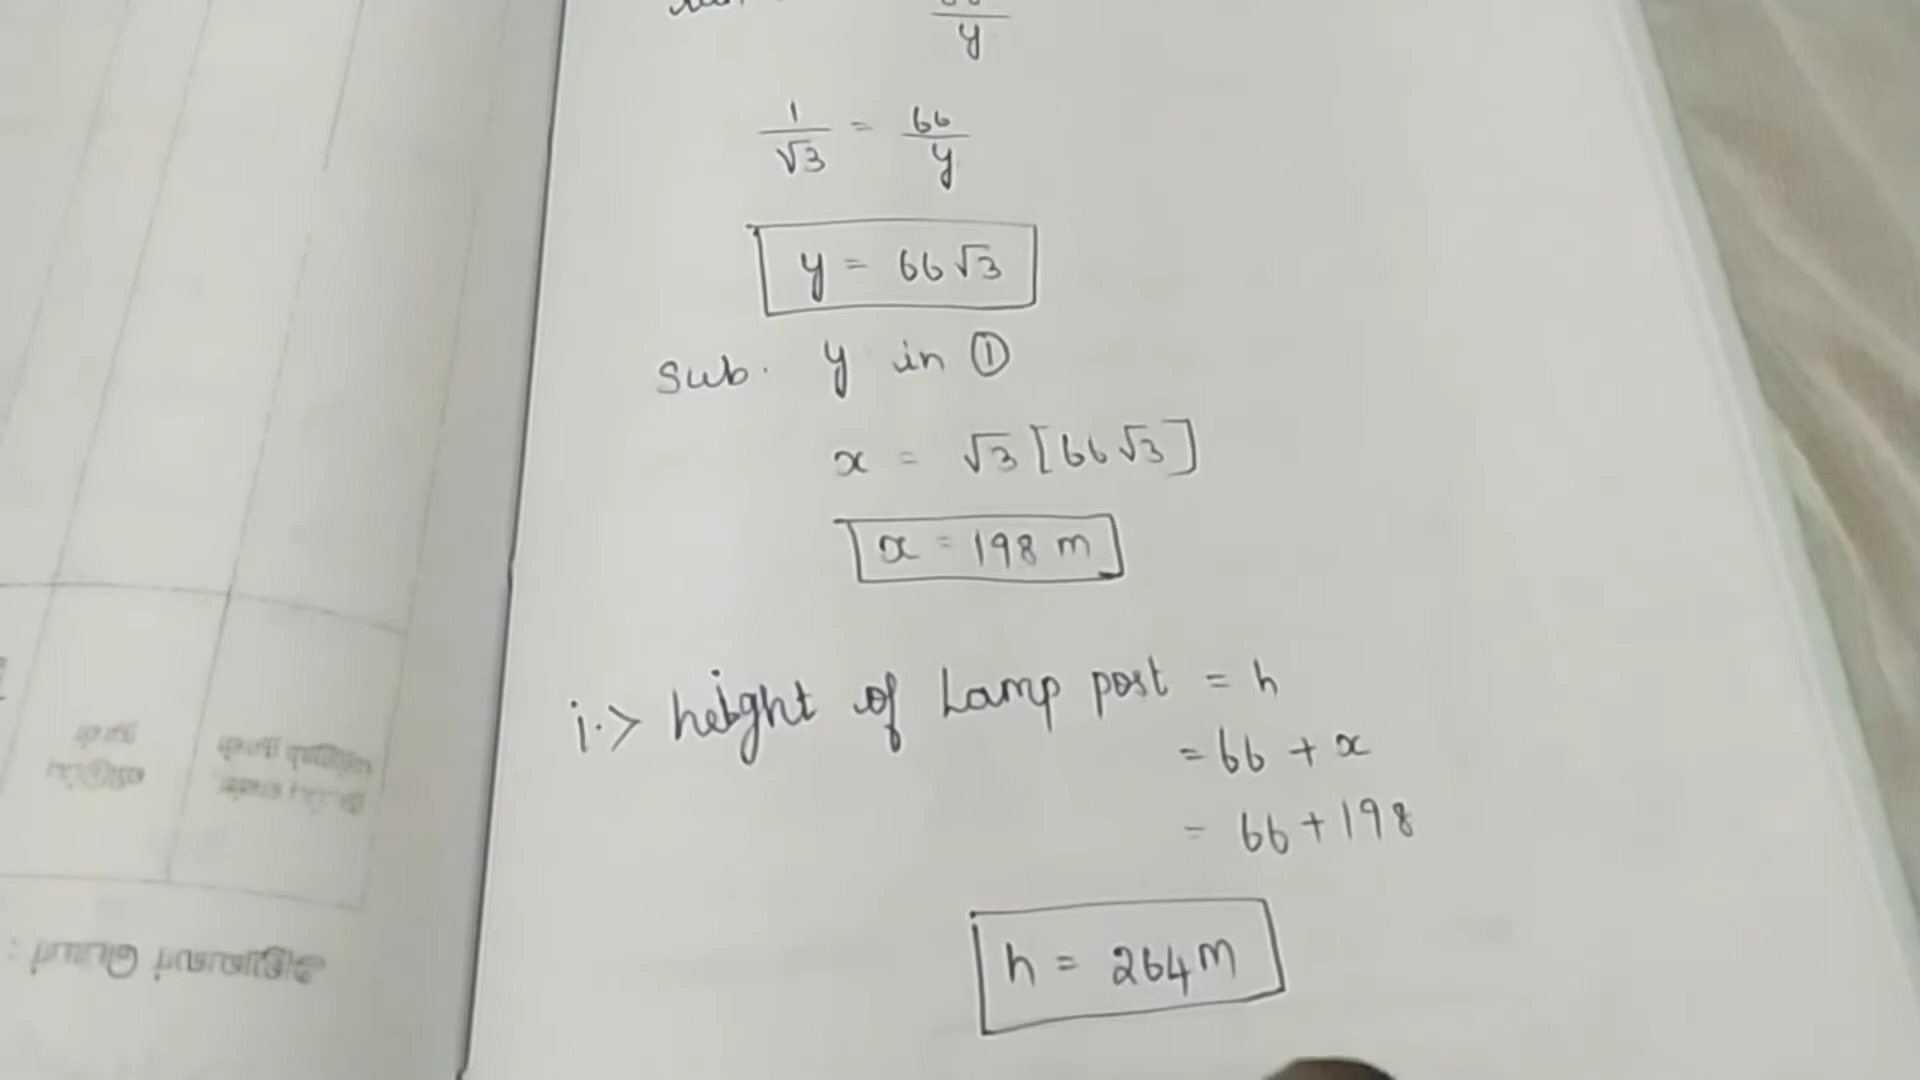 y
1/√3 = 66/y
y = 66√3
Sub. y in ①
x = √3 [66√3]
x = 198 m
i.> height of Lamp post = h
= 66 + x
= 66 + 198
h = 264 m